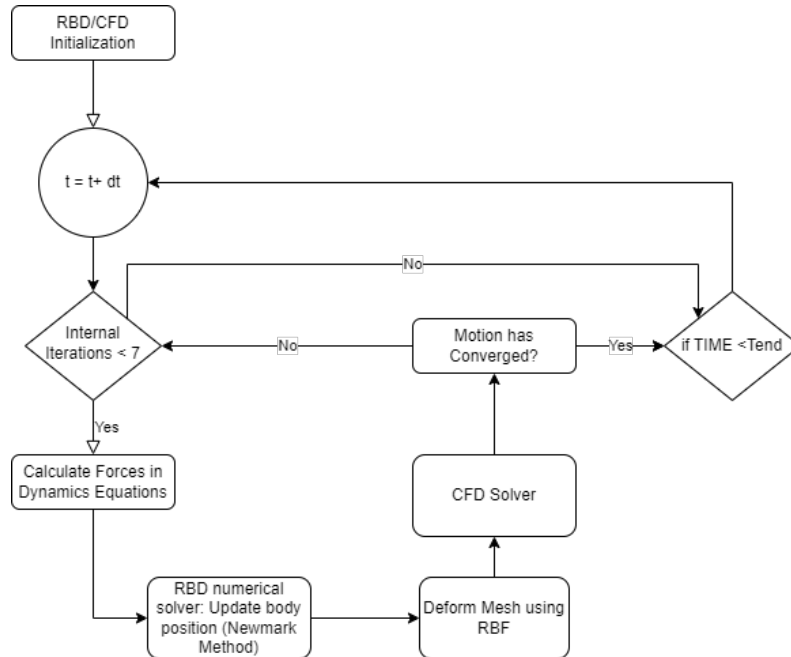 RBD/CFD
Initialization
t = t+ dt
No
Internal
Iterations < 7
No
Motion has
Converged?
Yes
if TIME <Tend
Yes
Calculate Forces in
Dynamics Equations
CFD Solver
RBD numerical
solver: Update body
position (Newmark
Method)
Deform Mesh using
RBF